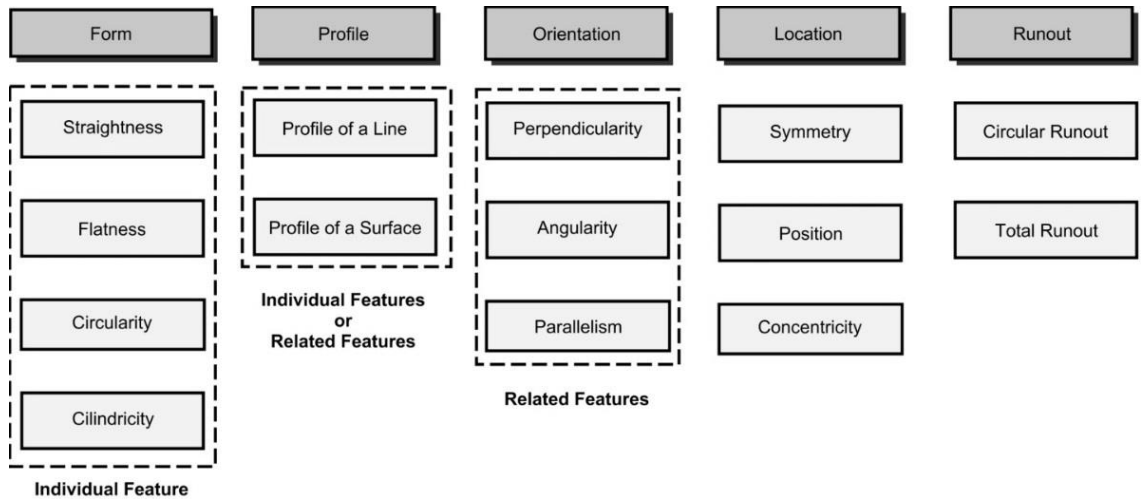 Form
Profile
Orientation
Location
Runout
Straightness
Flatness
Circularity
Cilindricity
Individual Feature
Profile of a Line
Profile of a Surface
Individual Features
or
Related Features
Perpendicularity
Angularity
Parallelism
Related Features
Symmetry
Position
Concentricity
Circular Runout
Total Runout